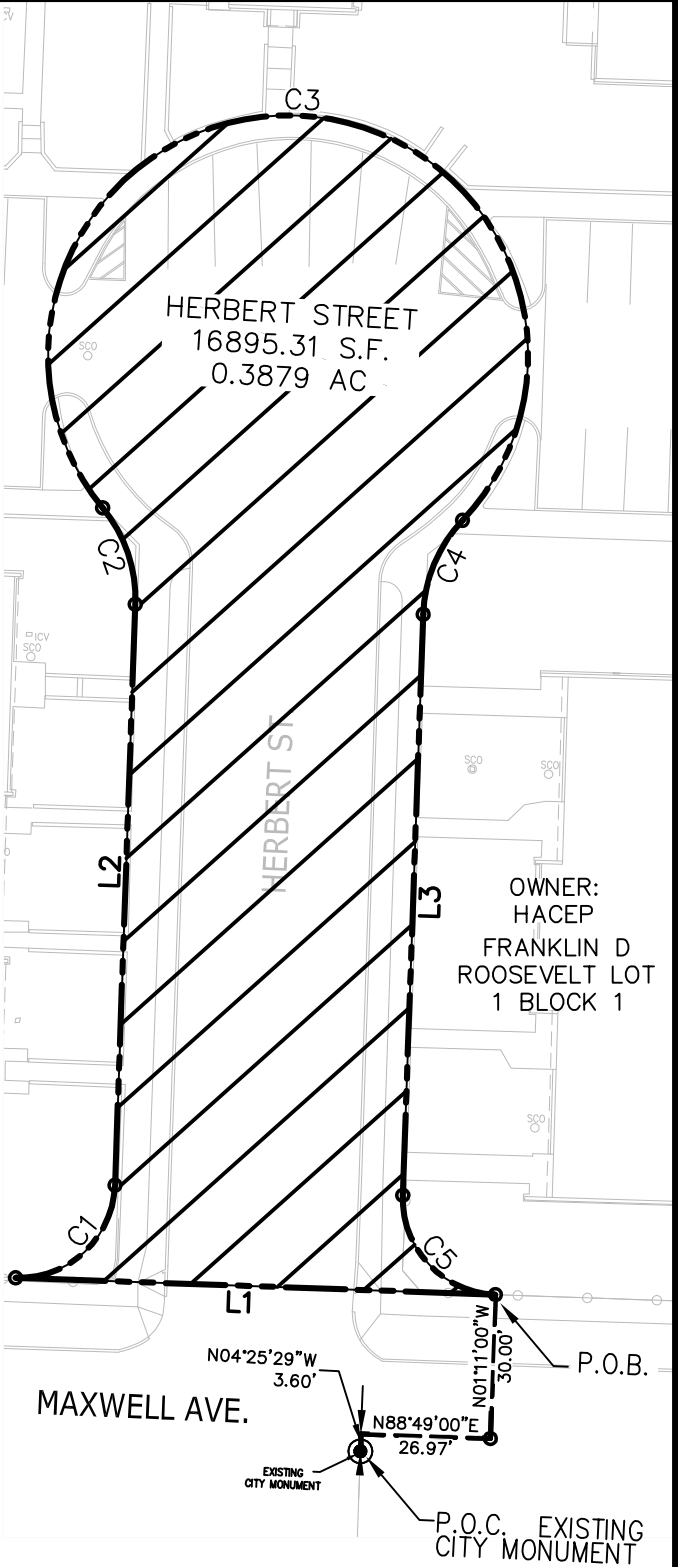 C3
HERBERT STREET
16895.31 S.F.
0.3879 AC
SCO
C2
C4
ICV
SCO
HERBERT ST
SCO
SCO
L2
L3
OWNER:
HACEP
FRANKLIN D
ROOSEVELT LOT
1 BLOCK 1
SCO
C1
C5
L1
N01°11'00"W
30.00'
P.O.B.
N04°25'29"W
3.60'
MAXWELL AVE.
N88°49'00"E
26.97'
EXISTING
CITY MONUMENT
P.O.C. EXISTING
CITY MONUMENT